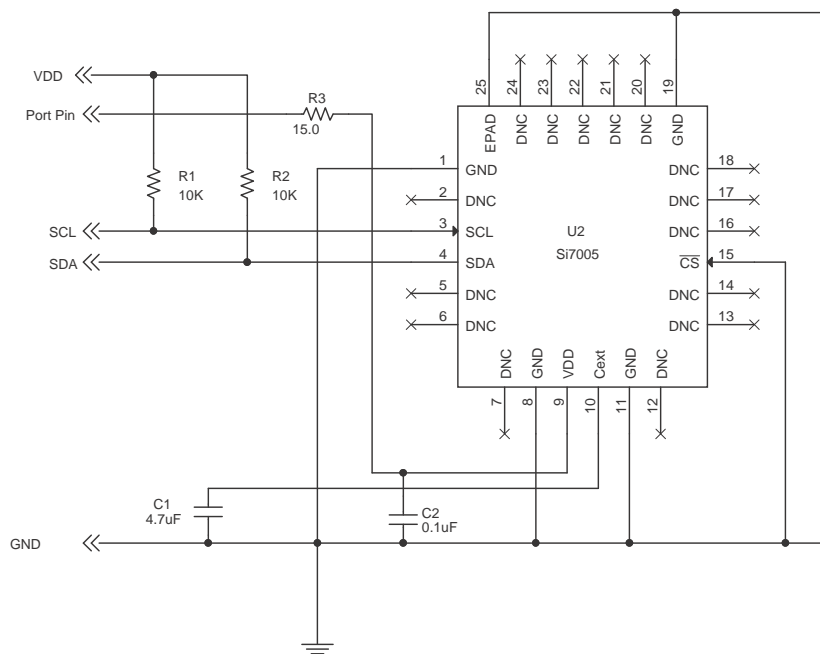 25
24
23
22
21
20
19
VDD
R3
Port Pin
15.0
EPAD
DNC
DNC
DNC
DNC
DNC
GND
1
GND
DNC
18
R1
10K
R2
10K
2
DNC
DNC
17
SCL
3
SCL
U2
Si7005
DNC
16
SDA
4
SDA
CS
15
5
DNC
DNC
14
6
DNC
DNC
13
DNC
GND
VDD
Cext
GND
DNC
7
8
9
10
11
12
C1
4.7uF
C2
0.1uF
GND